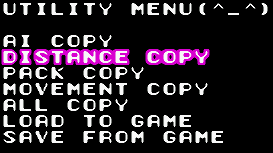 UTILITY MENU(^_^)
AI COPY
DISTANCE COPY
PACK COPY
MOVEMENT COPY
ALL COPY
LOAD TO GAME
SAVE FROM GAME